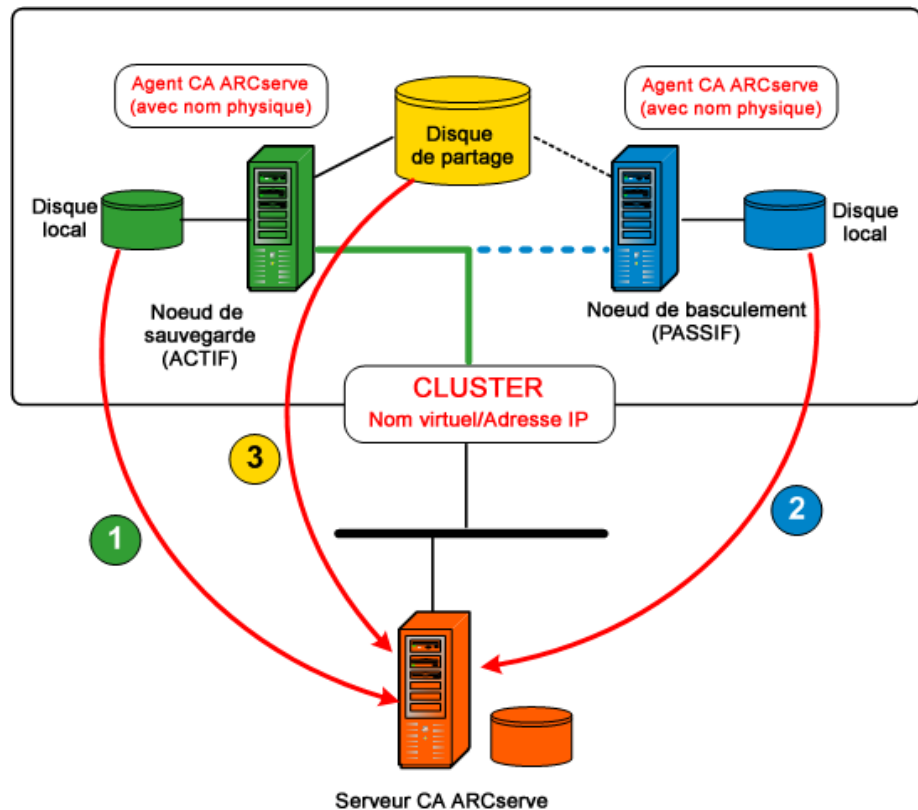 Agent CA ARCserve
(avec nom physique)
Agent CA ARCserve
(avec nom physique)
Disque
de partage
Disque
local
Disque
local
Noeud de
sauvegarde
(ACTIF)
Noeud de basculement
(PASSIF)
CLUSTER
Nom virtuel/Adresse IP
3
1
2
Serveur CA ARCserve